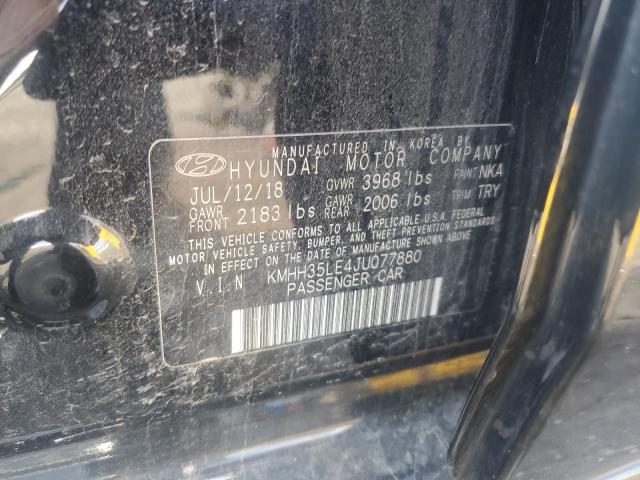 MANUFACTURED IN KOREA BY
HYUNDAI MOTOR COMPANY
JUL/12/18 GVWR 3968 lbs PAINT NKA
GAWR FRONT 2183 lbs GAWR REAR 2006 lbs TRIM TRY
THIS VEHICLE CONFORMS TO ALL APPLICABLE U.S.A. FEDERAL
MOTOR VEHICLE SAFETY, BUMPER, AND THEFT PREVENTION STANDARDS
IN EFFECT ON THE DATE OF MANUFACTURE SHOWN ABOVE.
V I N KMHH35LE4JU077880
PASSENGER CAR